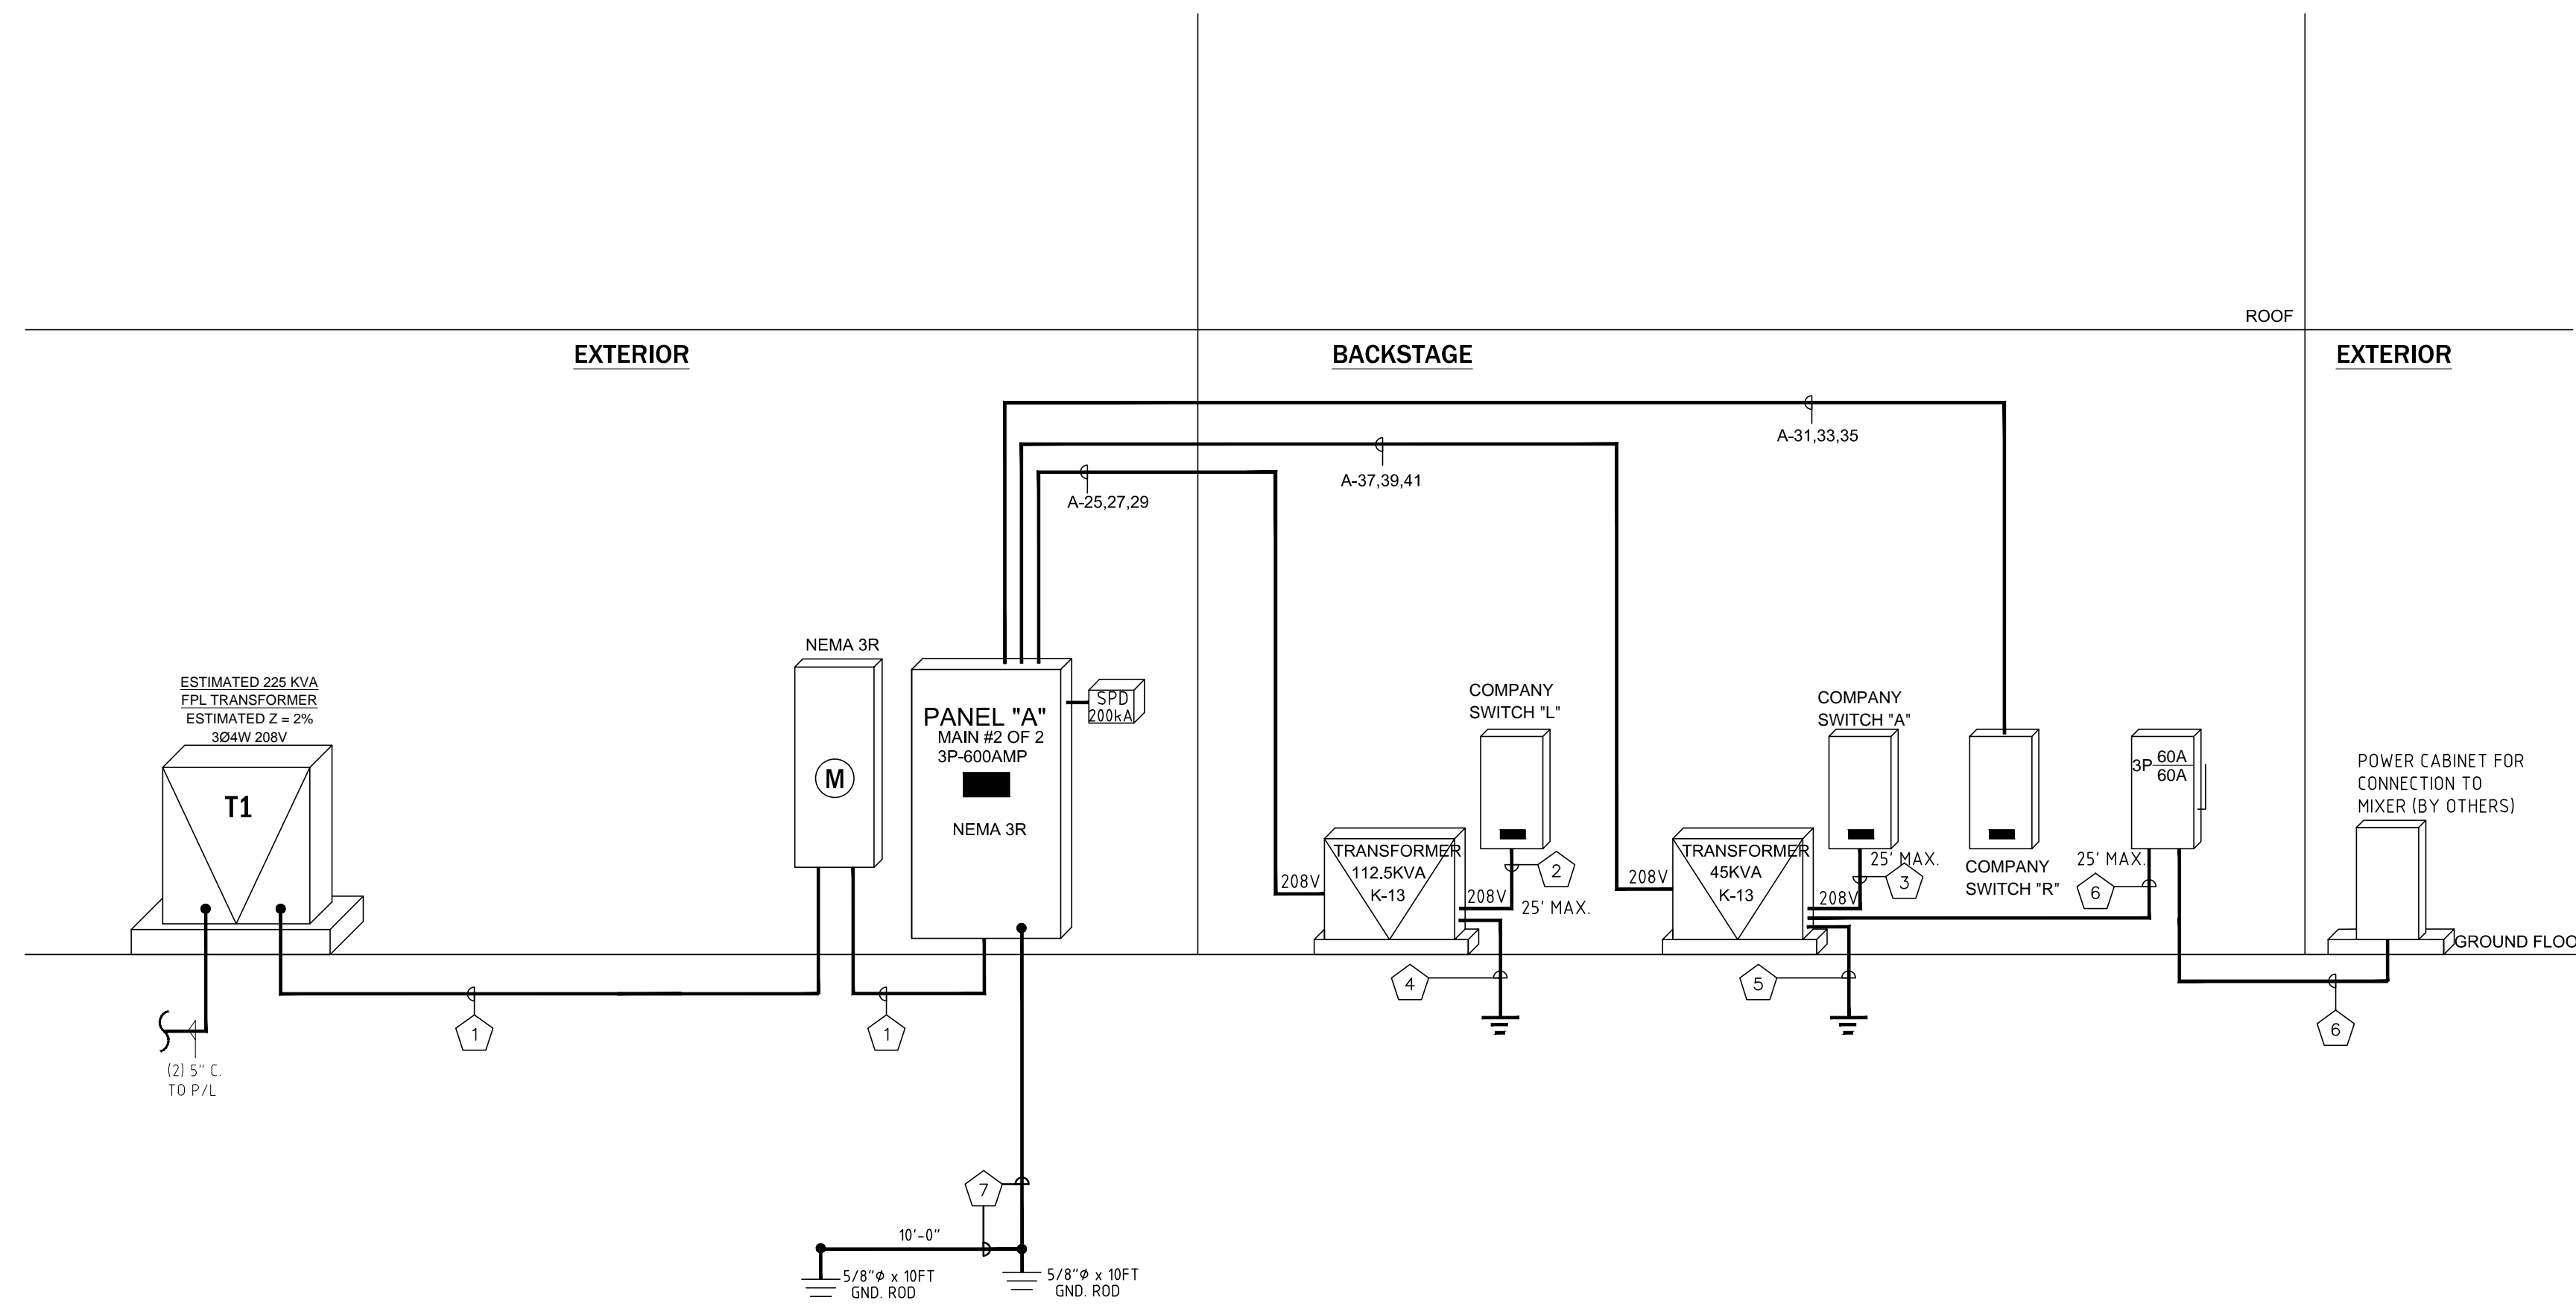 ROOF
EXTERIOR
BACKSTAGE
EXTERIOR
A-31,33,35
A-37,39,41
A-25,27,29
ESTIMATED 225 KVA
FPL TRANSFORMER
ESTIMATED Z = 2%
3Ø4W 208V
T1
(2) 5" C.
TO P/L
1
NEMA 3R
M
1
PANEL "A"
MAIN #2 OF 2
3P-600AMP
NEMA 3R
SPD
200kA
7
10'-0"
5/8"Ø x 10FT
GND. ROD
5/8"Ø x 10FT
GND. ROD
208V
TRANSFORMER
112.5KVA
K-13
COMPANY
SWITCH "L"
2
208V
25' MAX.
4
208V
TRANSFORMER
45KVA
K-13
COMPANY
SWITCH "A"
25' MAX.
3
208V
5
COMPANY
SWITCH "R"
3P 60A
60A
25' MAX.
6
POWER CABINET FOR
CONNECTION TO
MIXER (BY OTHERS)
GROUND FLOO
6